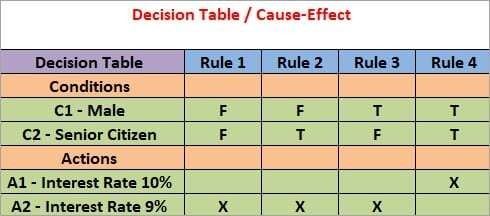 Decision Table / Cause-Effect
Decision Table Rule 1 Rule 2 Rule 3 Rule 4
Conditions
C1 - Male F F T T
C2 - Senior Citizen F T F T
Actions
A1 - Interest Rate 10% X
A2 - Interest Rate 9% X X X